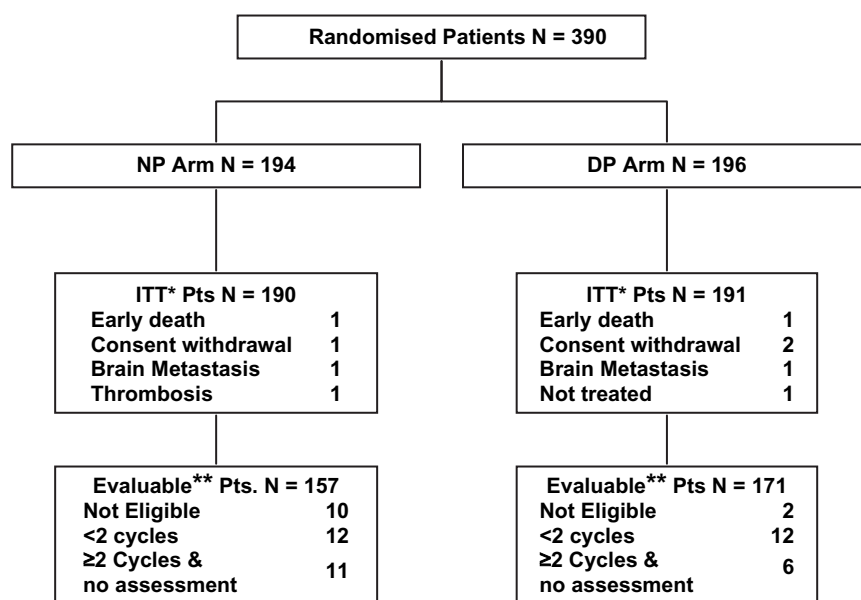 Randomised Patients N = 390
NP Arm N = 194
DP Arm N = 196
ITT* Pts N = 190
Early death 1
Consent withdrawal 1
Brain Metastasis 1
Thrombosis 1
ITT* Pts N = 191
Early death 1
Consent withdrawal 2
Brain Metastasis 1
Not treated 1
Evaluable** Pts. N = 157
Not Eligible 10
<2 cycles 12
≥2 Cycles &
no assessment 11
Evaluable** Pts N = 171
Not Eligible 2
<2 cycles 12
≥2 Cycles &
no assessment 6